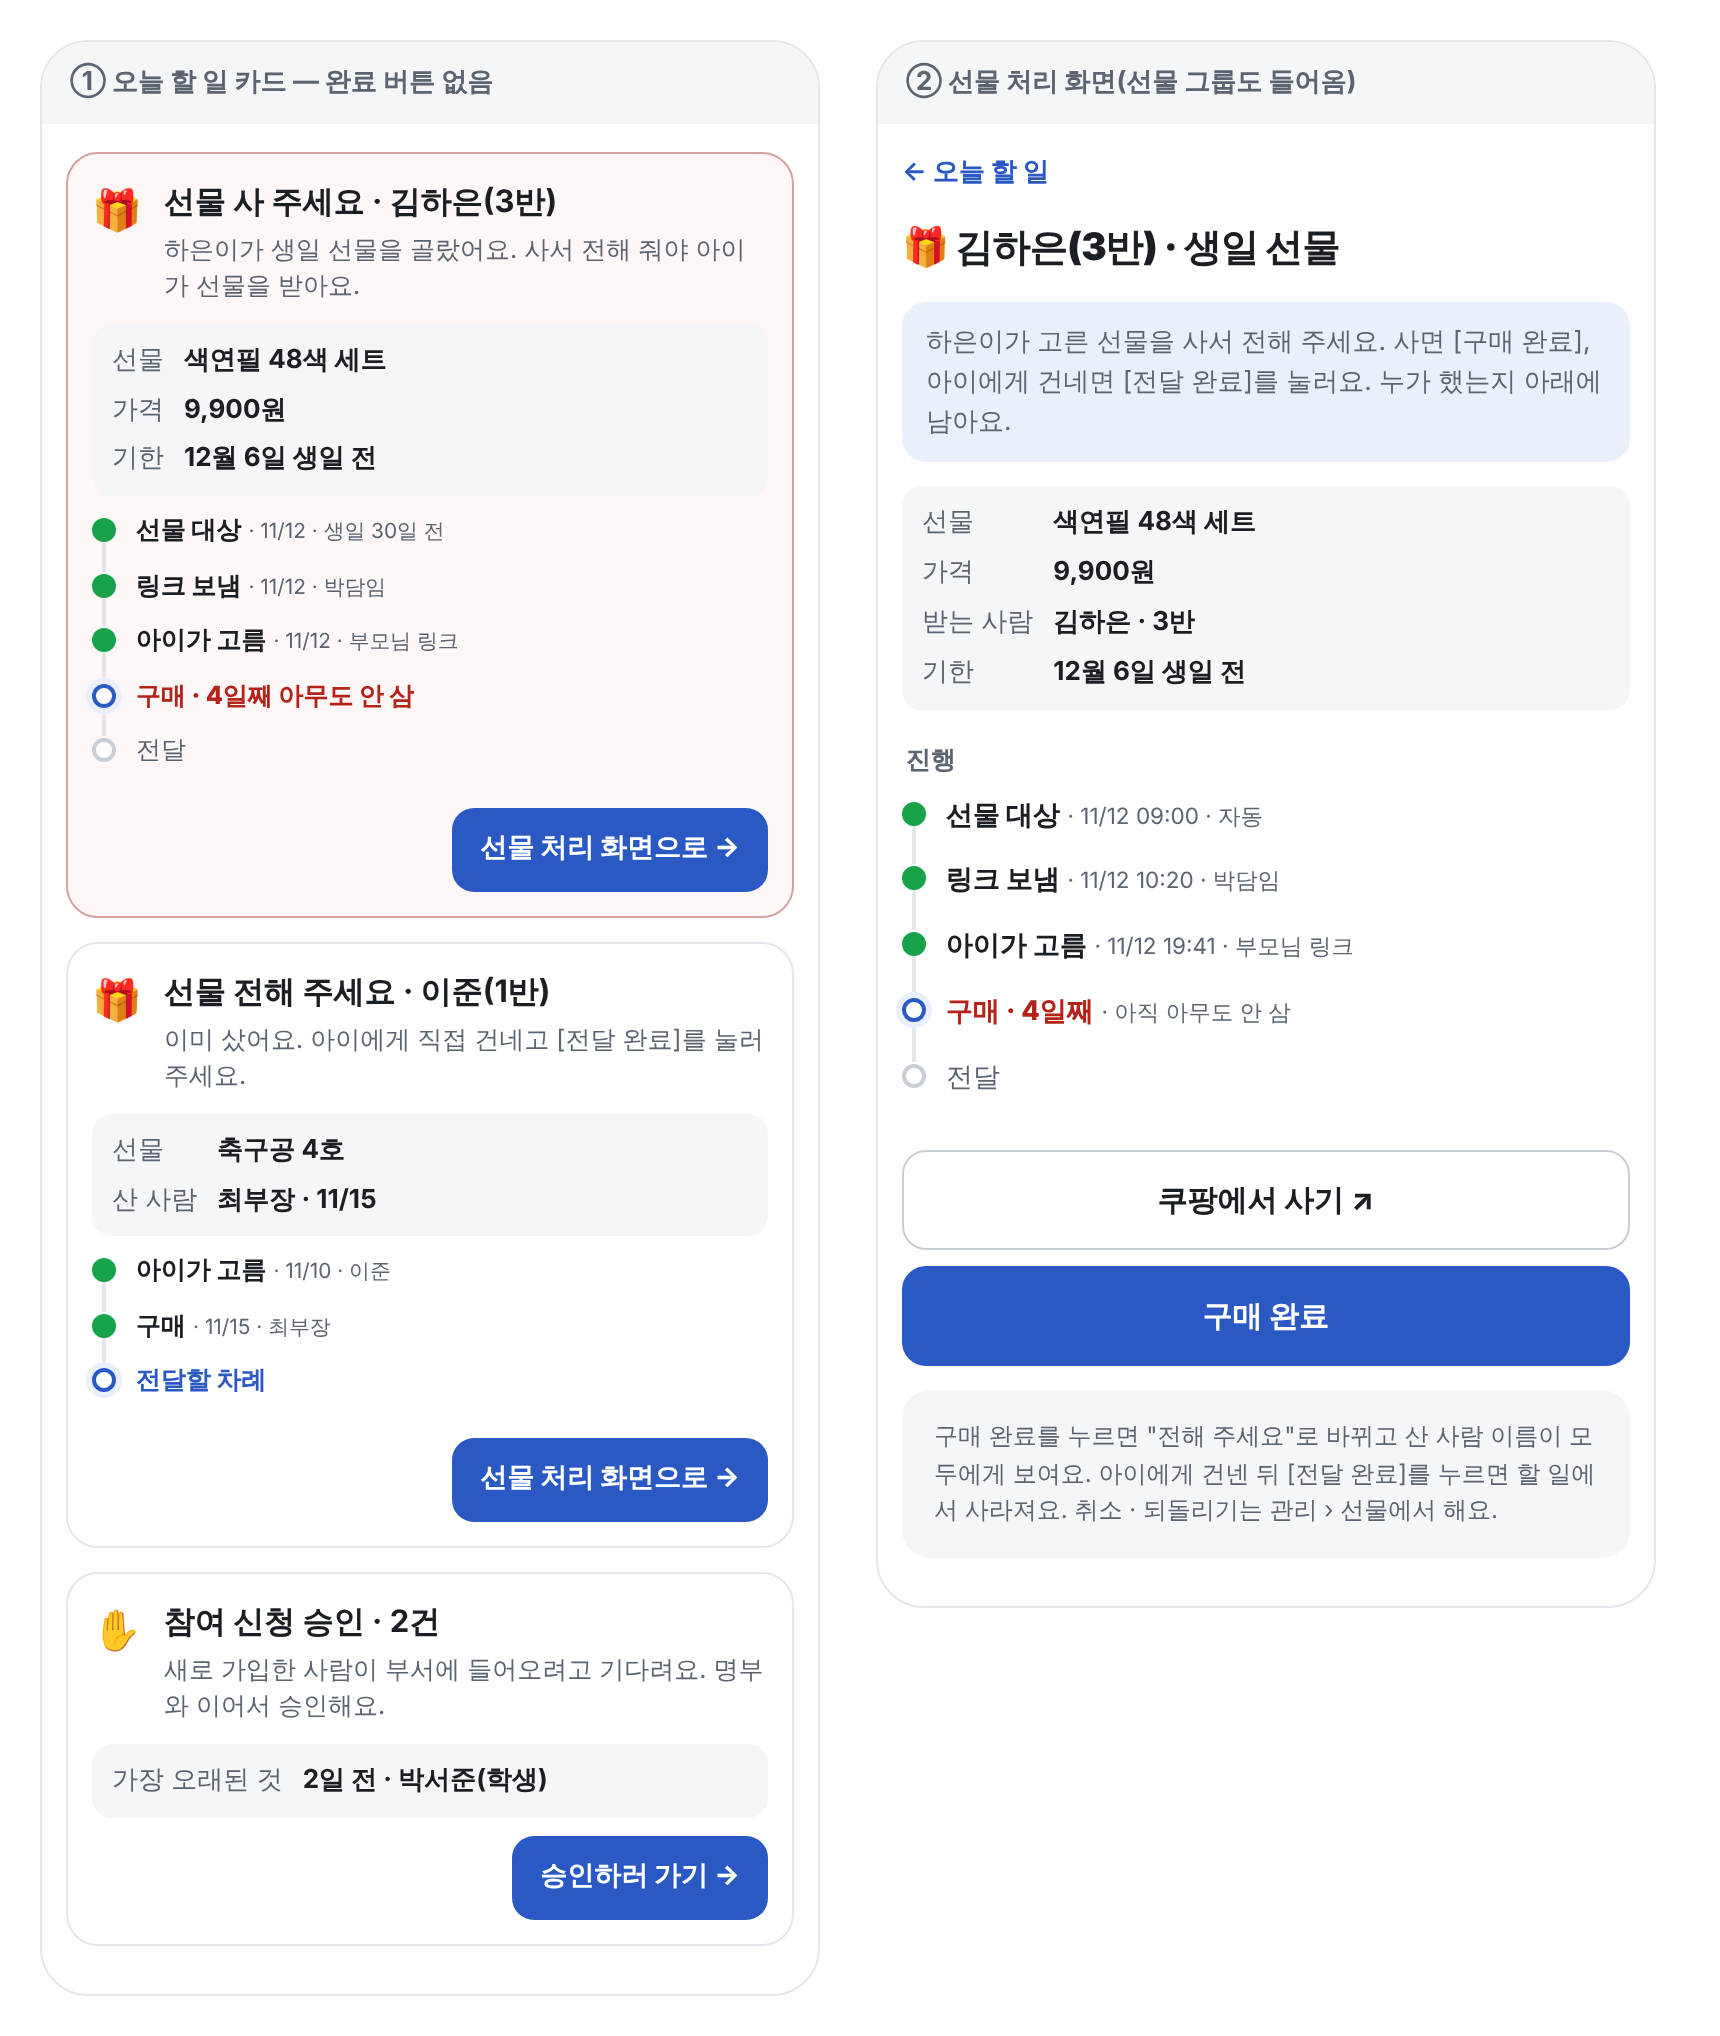 ① 오늘 할 일 카드 — 완료 버튼 없음
선물 사 주세요 · 김하은(3반)
하은이가 생일 선물을 골랐어요. 사서 전해 줘야 아이
가 선물을 받아요.
선물 색연필 48색 세트
가격 9,900원
기한 12월 6일 생일 전
선물 대상 · 11/12 · 생일 30일 전
링크 보냄 · 11/12 · 박담임
아이가 고름 · 11/12 · 부모님 링크
구매 · 4일째 아무도 안 삼
전달
선물 처리 화면으로 →
선물 전해 주세요 · 이준(1반)
이미 샀어요. 아이에게 직접 건네고 [전달 완료]를 눌러
주세요.
선물 축구공 4호
산 사람 최부장 · 11/15
아이가 고름 · 11/10 · 이준
구매 · 11/15 · 최부장
전달할 차례
선물 처리 화면으로 →
참여 신청 승인 · 2건
새로 가입한 사람이 부서에 들어오려고 기다려요. 명부
와 이어서 승인해요.
가장 오래된 것 2일 전 · 박서준(학생)
승인하러 가기 →
② 선물 처리 화면(선물 그룹도 들어옴)
← 오늘 할 일
김하은(3반) · 생일 선물
하은이가 고른 선물을 사서 전해 주세요. 사면 [구매 완료],
아이에게 건네면 [전달 완료]를 눌러요. 누가 했는지 아래에
남아요.
선물 색연필 48색 세트
가격 9,900원
받는 사람 김하은 · 3반
기한 12월 6일 생일 전
진행
선물 대상 · 11/12 09:00 · 자동
링크 보냄 · 11/12 10:20 · 박담임
아이가 고름 · 11/12 19:41 · 부모님 링크
구매 · 4일째 · 아직 아무도 안 삼
전달
쿠팡에서 사기 ↗
구매 완료
구매 완료를 누르면 "전해 주세요"로 바뀌고 산 사람 이름이 모
두에게 보여요. 아이에게 건넨 뒤 [전달 완료]를 누르면 할 일에
서 사라져요. 취소 · 되돌리기는 관리 › 선물에서 해요.